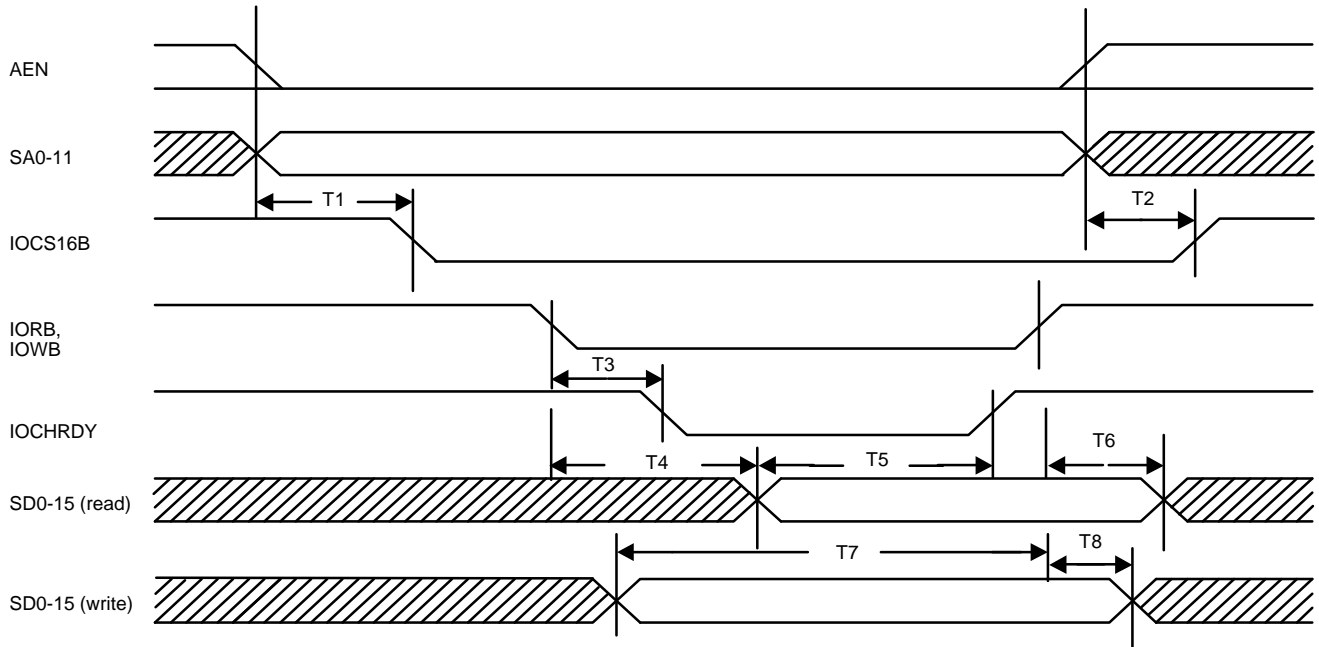 AEN
SA0-11
T1
T2
IOCS16B
IORB,
IOWB
T3
IOCHRDY
T4
T5
T6
SD0-15 (read)
T7
T8
SD0-15 (write)